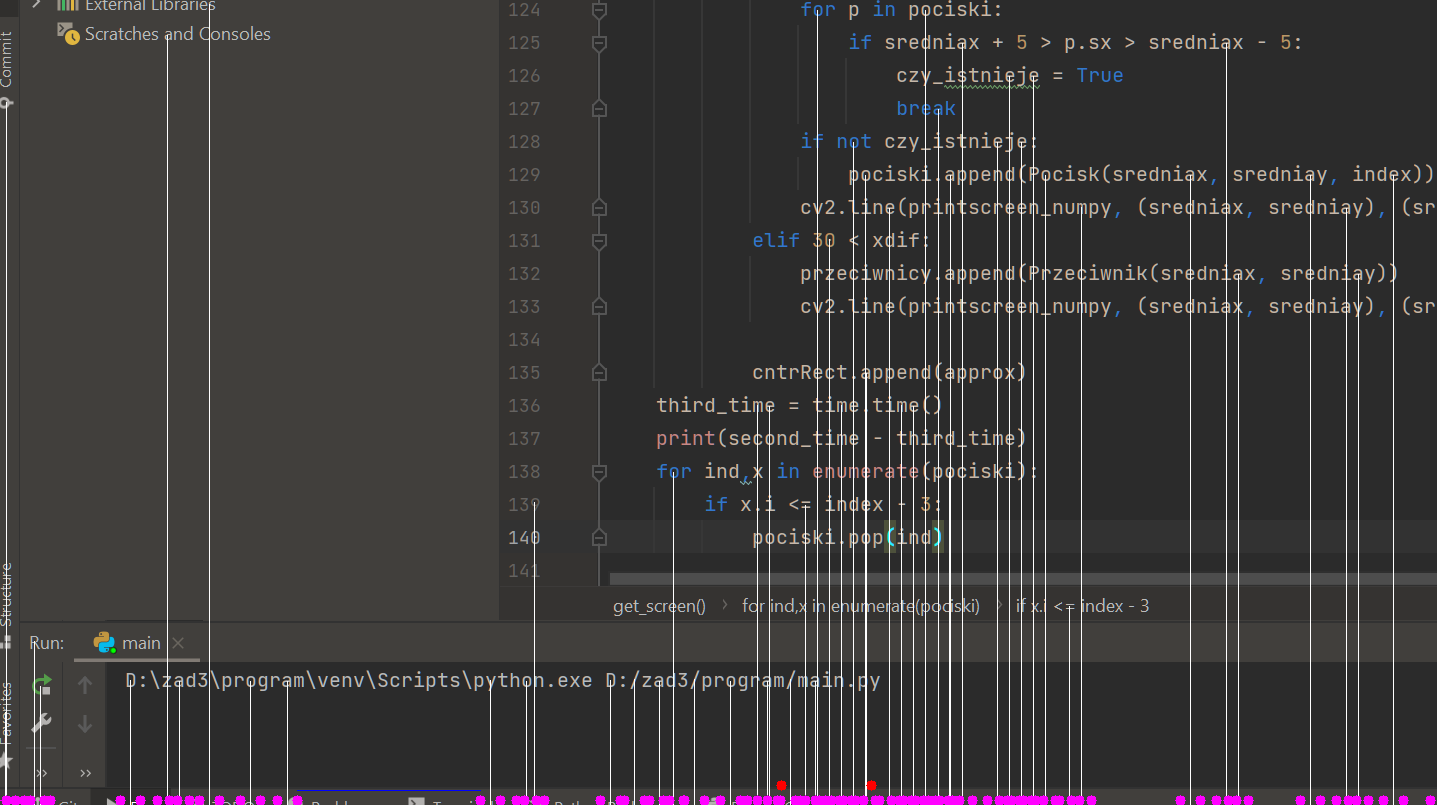 External Libraries
Scratches and Consoles
Commit
Structure
Favorites
124 for p in pociski:
125 if sredniax + 5 > p.sx > sredniax - 5:
126 czy_istnieje = True
127 break
128 if not czy_istnieje:
129 pociski.append(Pocisk(sredniax, sredniay, index))
130 cv2.line(printscreen_numpy, (sredniax, sredniay), (sr
131 elif 30 < xdif:
132 przeciwnicy.append(Przeciwnik(sredniax, sredniay))
133 cv2.line(printscreen_numpy, (sredniax, sredniay), (sr
134
135 cntrRect.append(approx)
136 third_time = time.time()
137 print(second_time - third_time)
138 for ind,x in enumerate(pociski):
139 if x.i <= index - 3:
140 pociski.pop(ind)
141
get_screen() > for ind,x in enumerate(pociski) > if x.i <= index - 3
Run: main ×
D:\zad3\program\venv\Scripts\python.exe D:/zad3/program/main.py